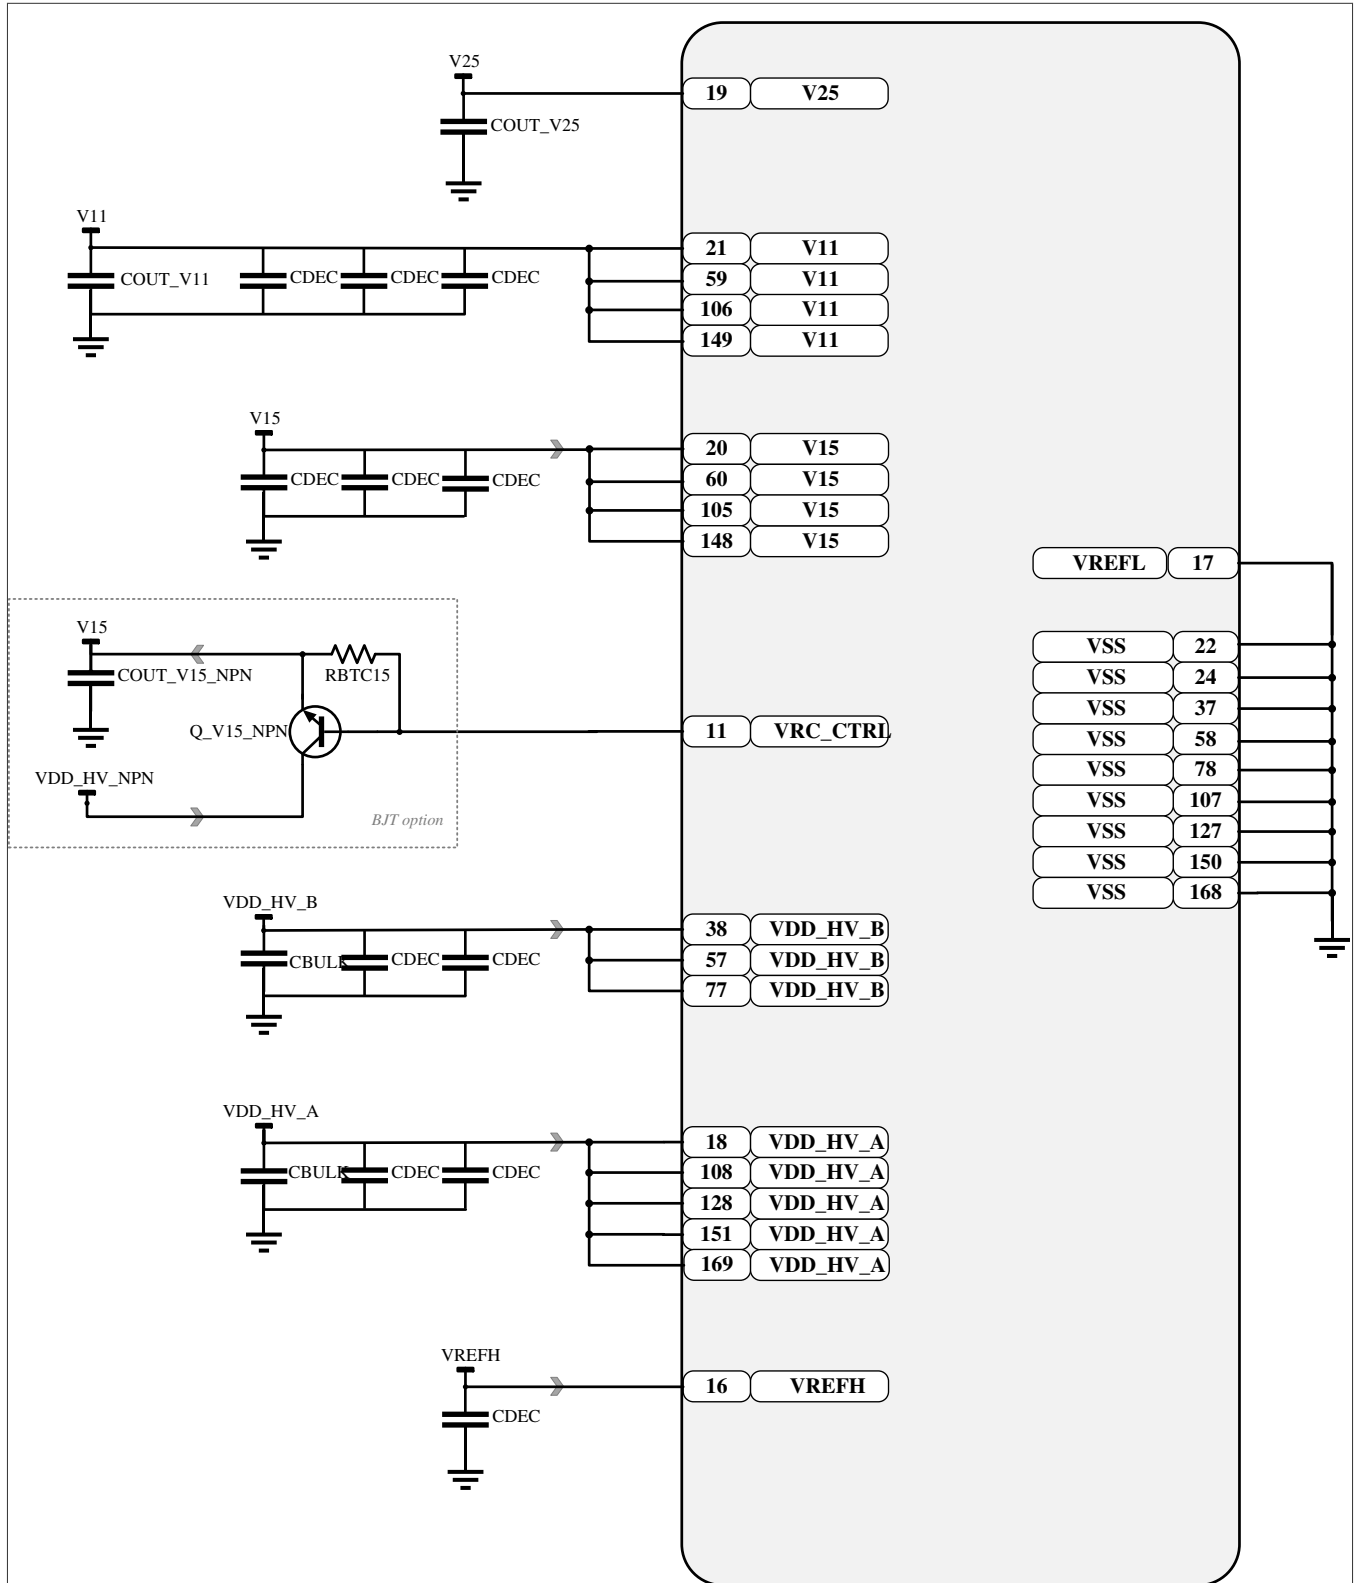 V25
19 V25
COUT_V25
V11
21 V11
COUT_V11 CDEC CDEC CDEC
59 V11
106 V11
149 V11
V15
20 V15
CDEC CDEC CDEC
60 V15
105 V15
148 V15
VREFL 17
V15
COUT_V15_NPN
RBTC15
Q_V15_NPN
VDD_HV_NPN
BJT option
11 VRC_CTRL
VSS 22
VSS 24
VSS 37
VSS 58
VSS 78
VSS 107
VSS 127
VSS 150
VSS 168
VDD_HV_B
38 VDD_HV_B
CBULK CDEC CDEC
57 VDD_HV_B
77 VDD_HV_B
VDD_HV_A
18 VDD_HV_A
CBULK CDEC CDEC
108 VDD_HV_A
128 VDD_HV_A
151 VDD_HV_A
169 VDD_HV_A
VREFH
16 VREFH
CDEC